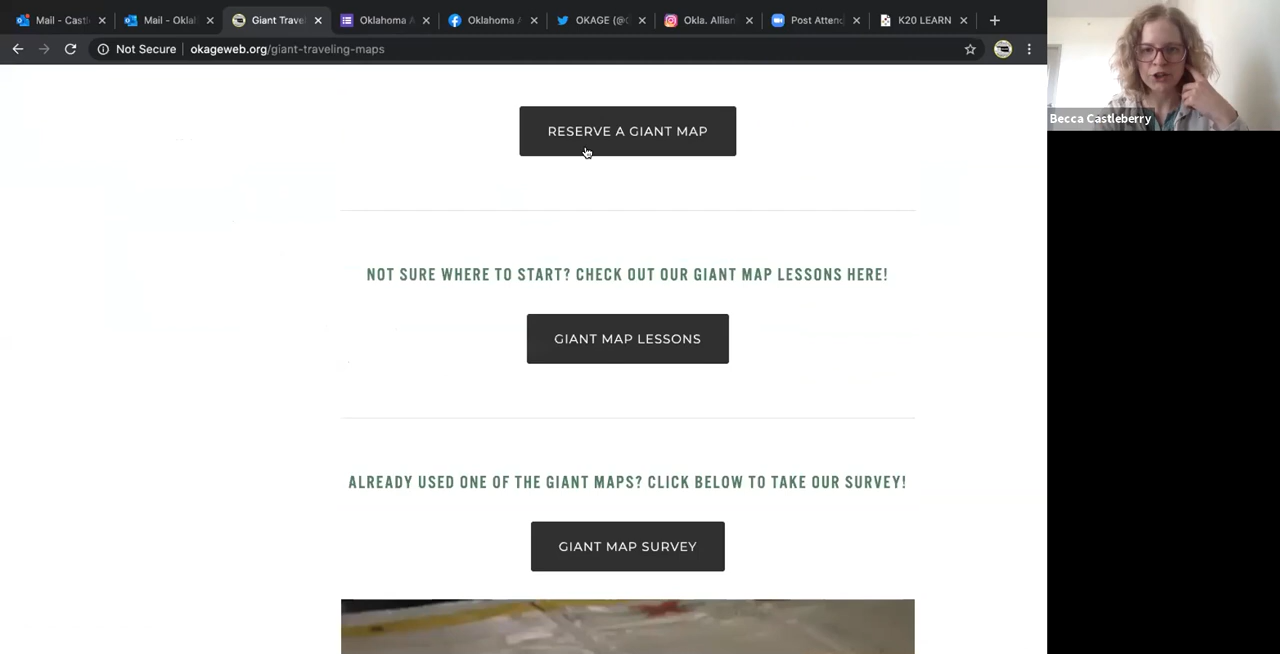 Mail - Castl
Mail - Oklal
Giant Trave
Oklahoma A
Oklahoma A
OKAGE (@O
Okla. Allian
Post Attend
K20 LEARN
Not Secure
okageweb.org/giant-traveling-maps
Becca Castleberry
RESERVE A GIANT MAP
NOT SURE WHERE TO START? CHECK OUT OUR GIANT MAP LESSONS HERE!
GIANT MAP LESSONS
ALREADY USED ONE OF THE GIANT MAPS? CLICK BELOW TO TAKE OUR SURVEY!
GIANT MAP SURVEY